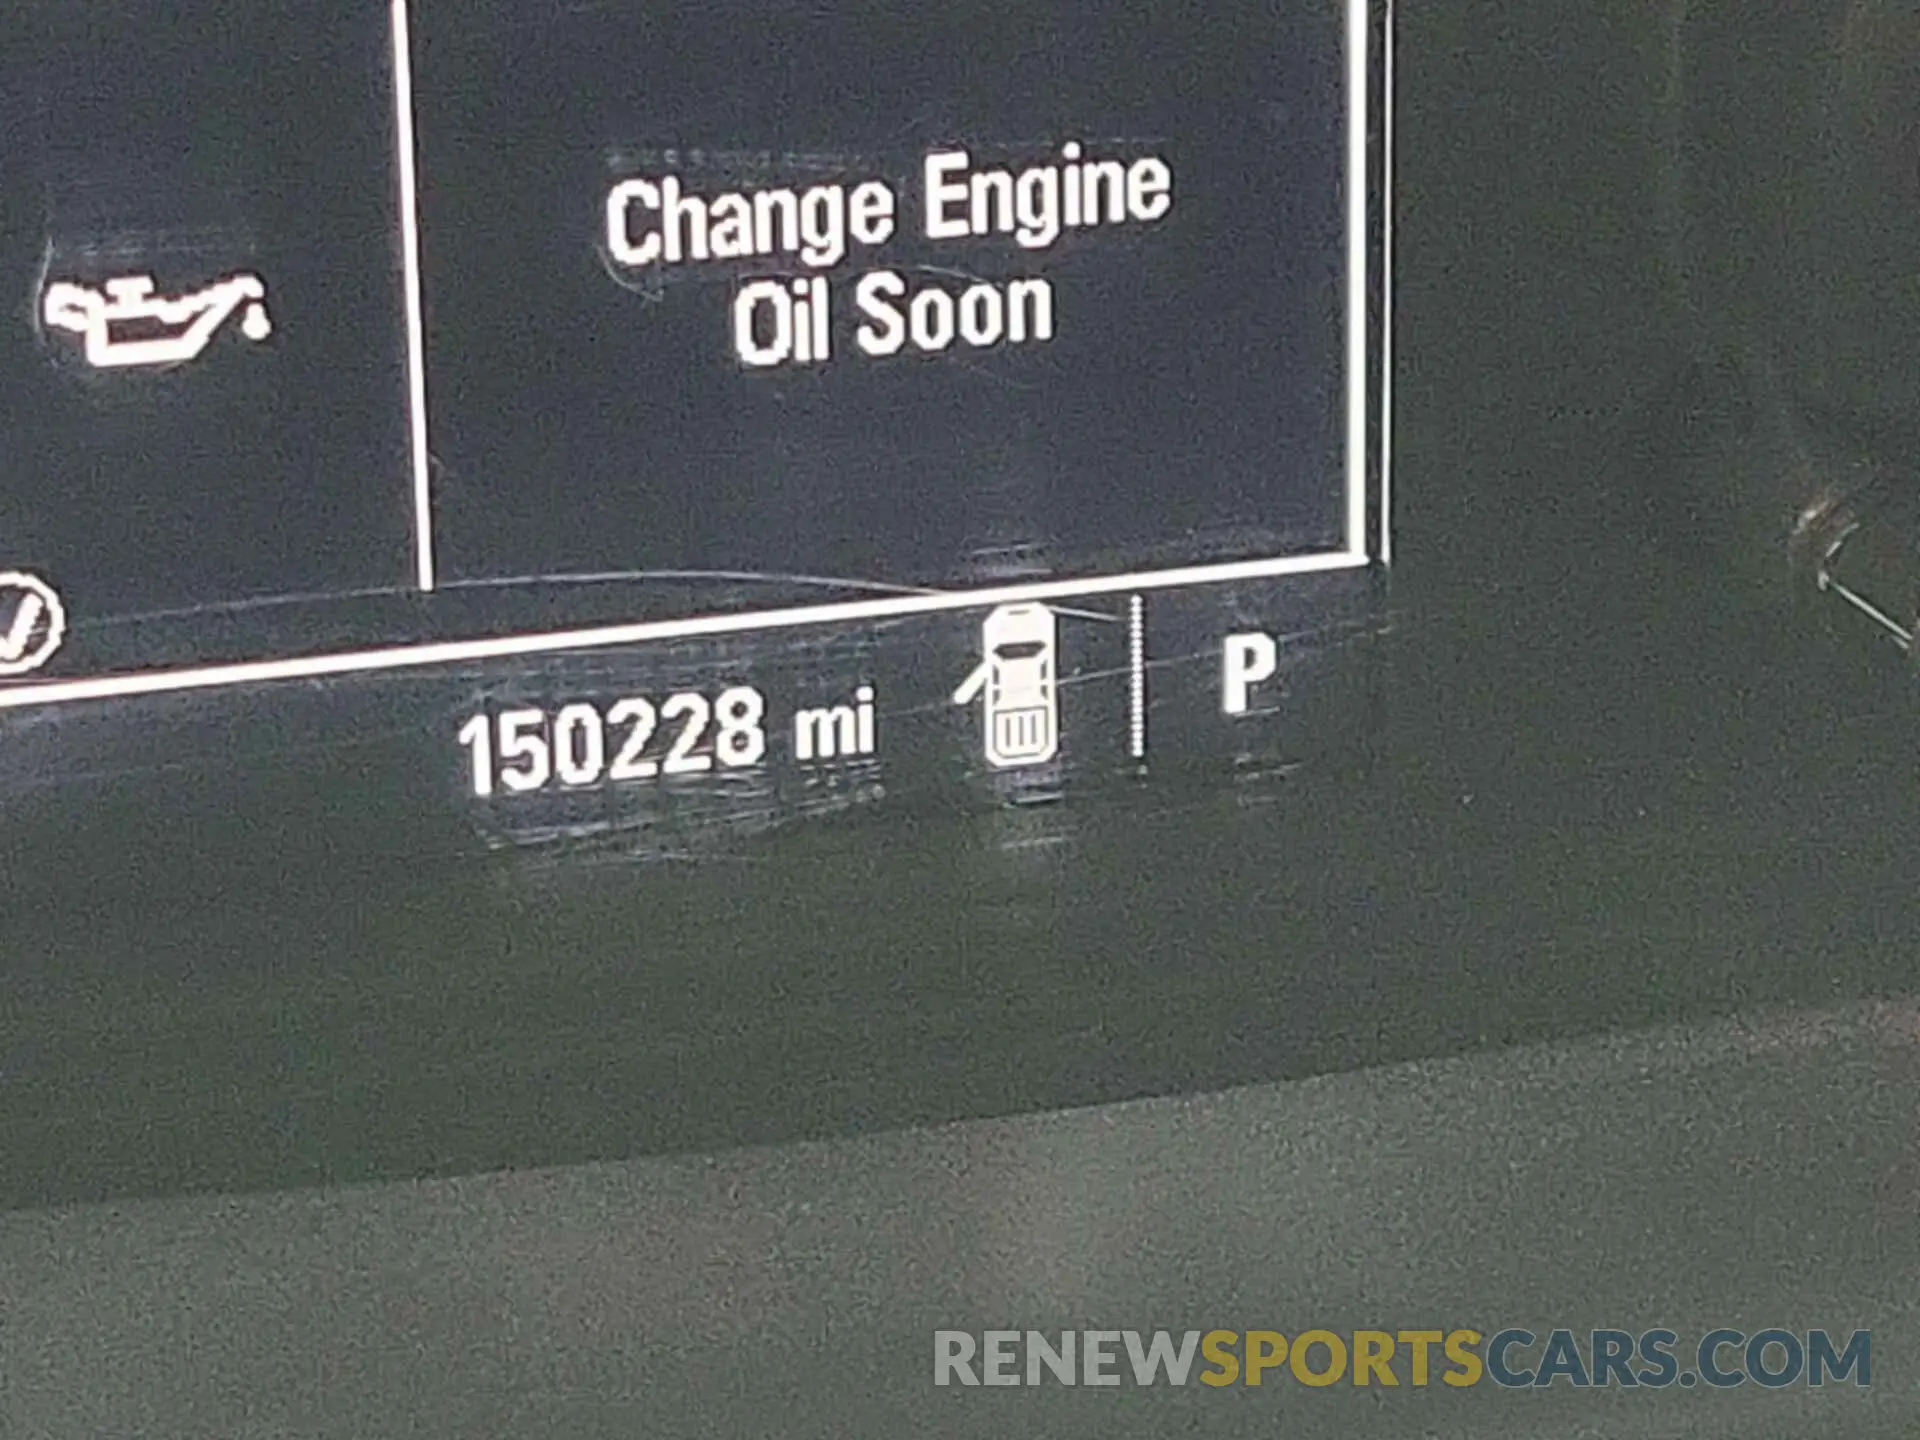 Change Engine
Oil Soon
150228 mi
P
RENEWSPORTSCARS.COM